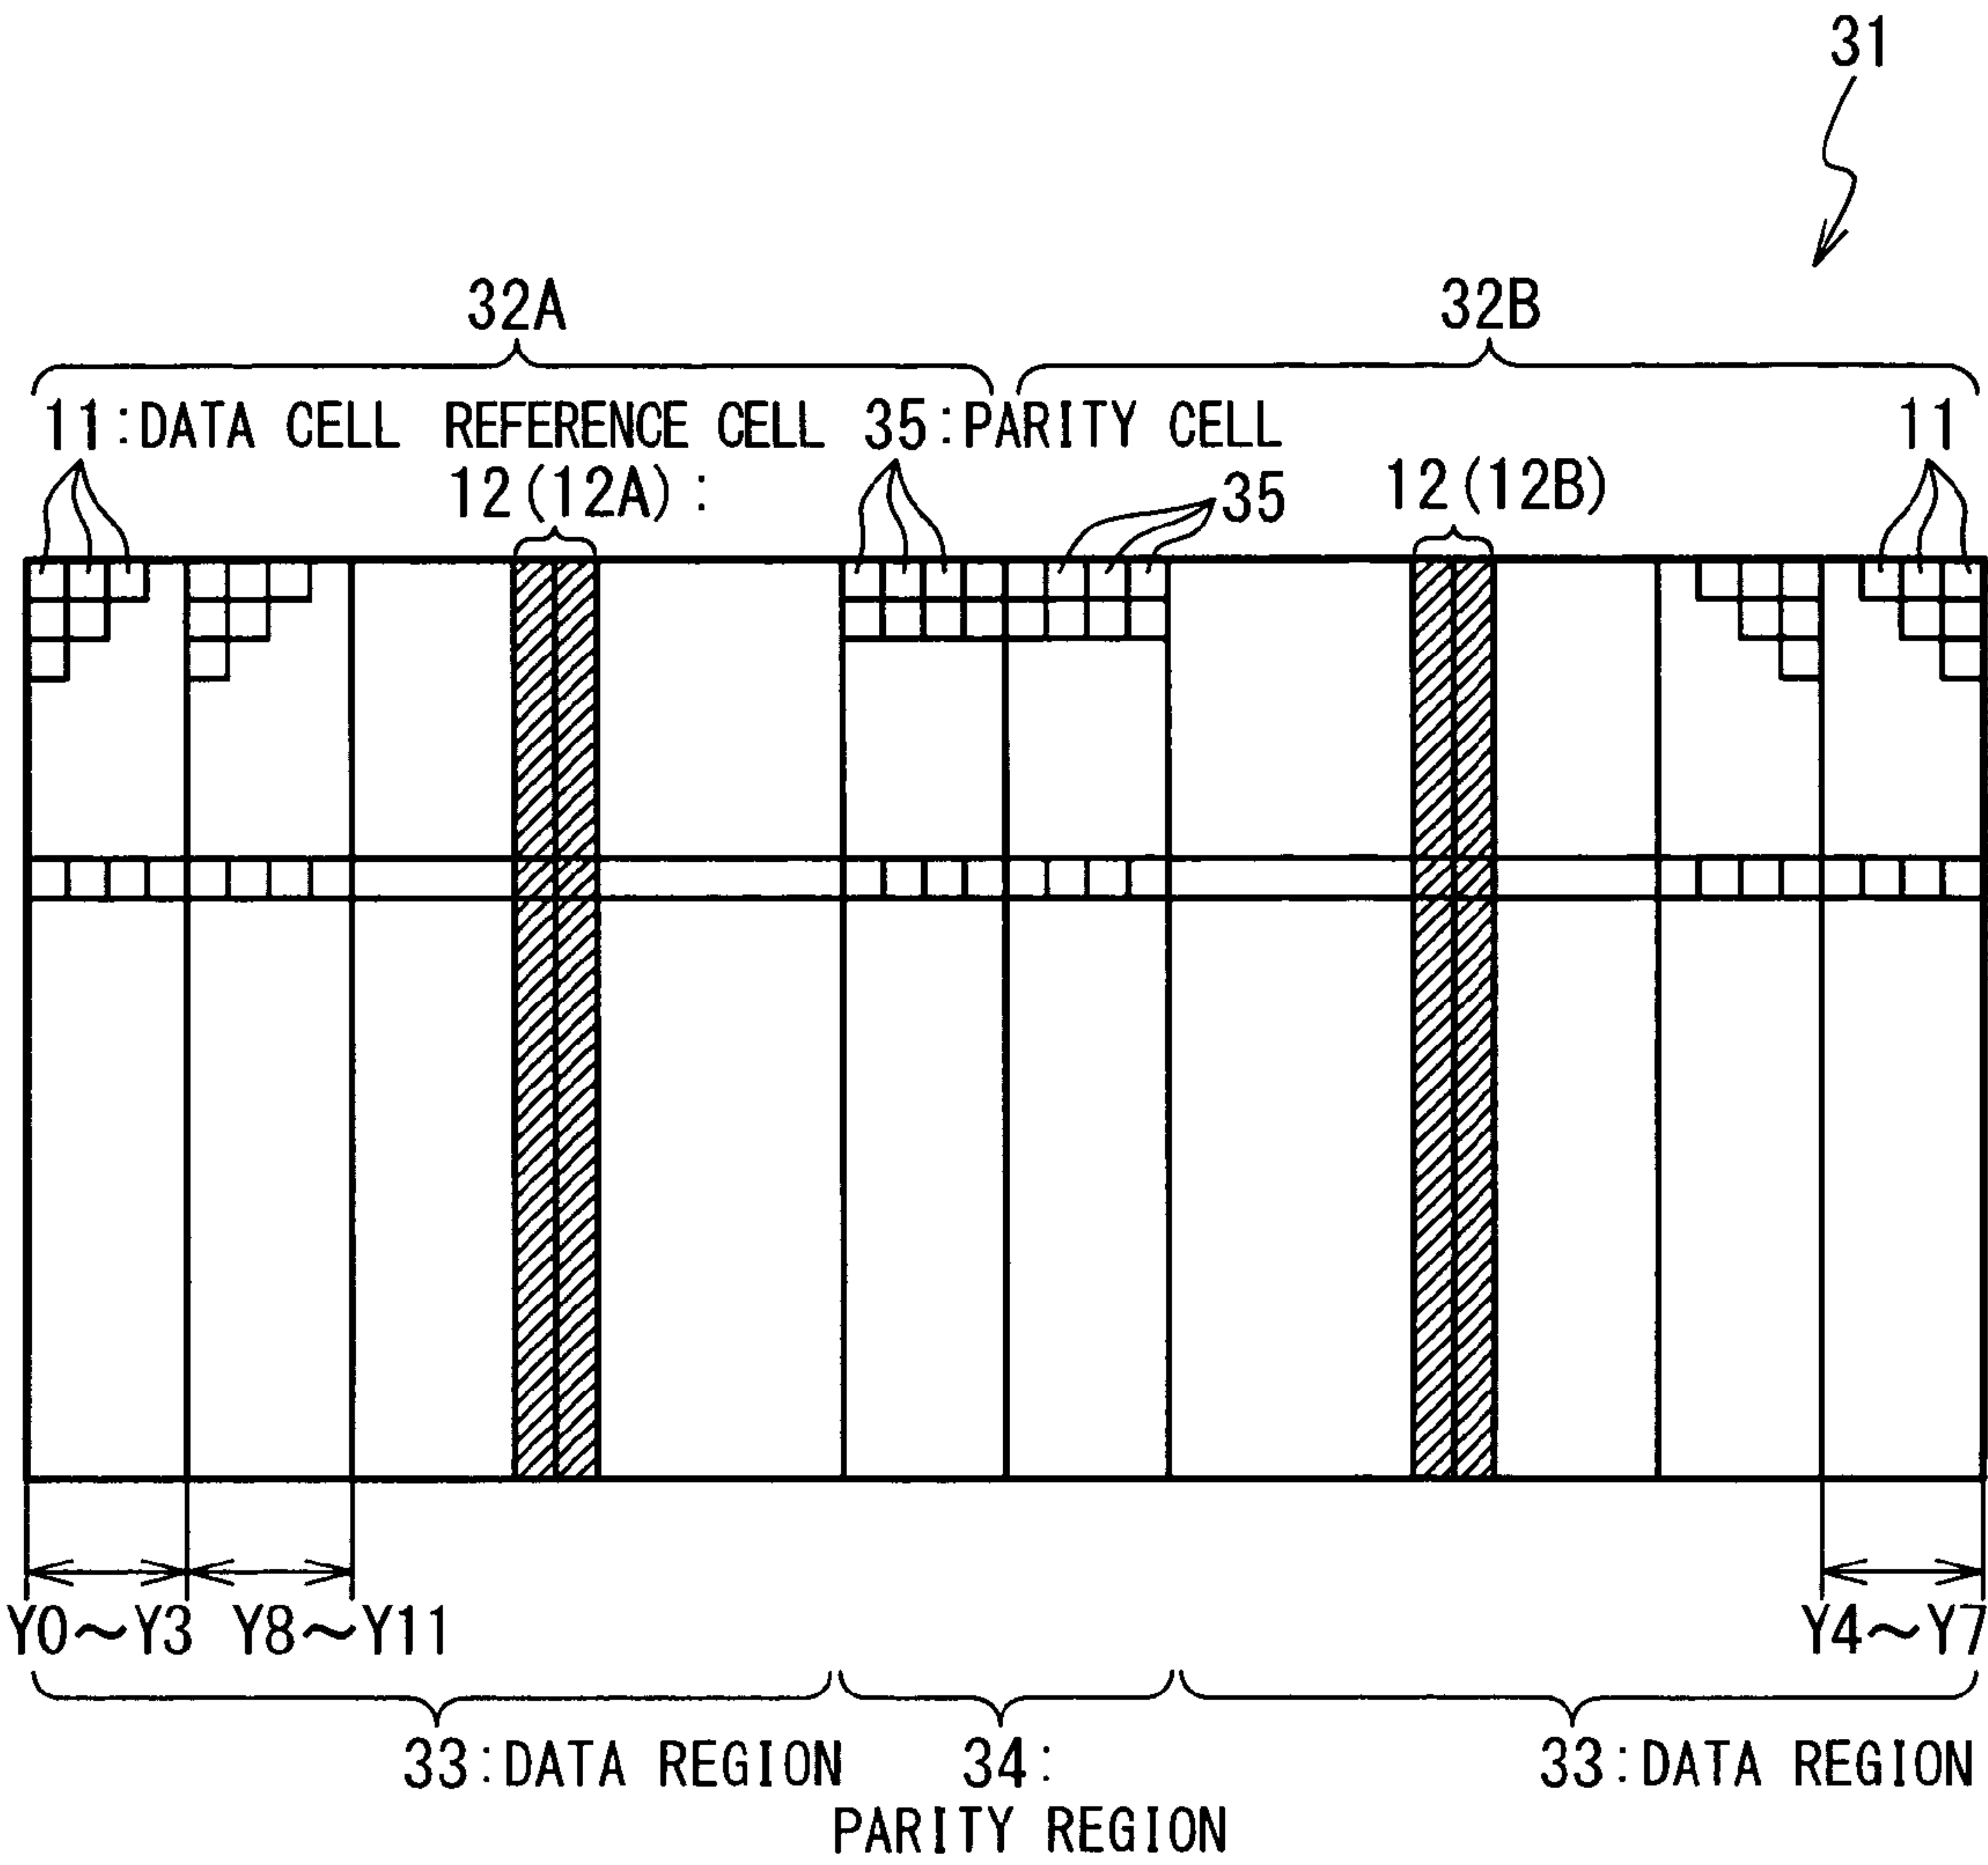 31
32A 32B
11:DATA CELL REFERENCE CELL 35:PARITY CELL 11
12(12A): 35 12(12B)
Y0~Y3 Y8~Y11 Y4~Y7
33:DATA REGION 34: 33:DATA REGION
PARITY REGION